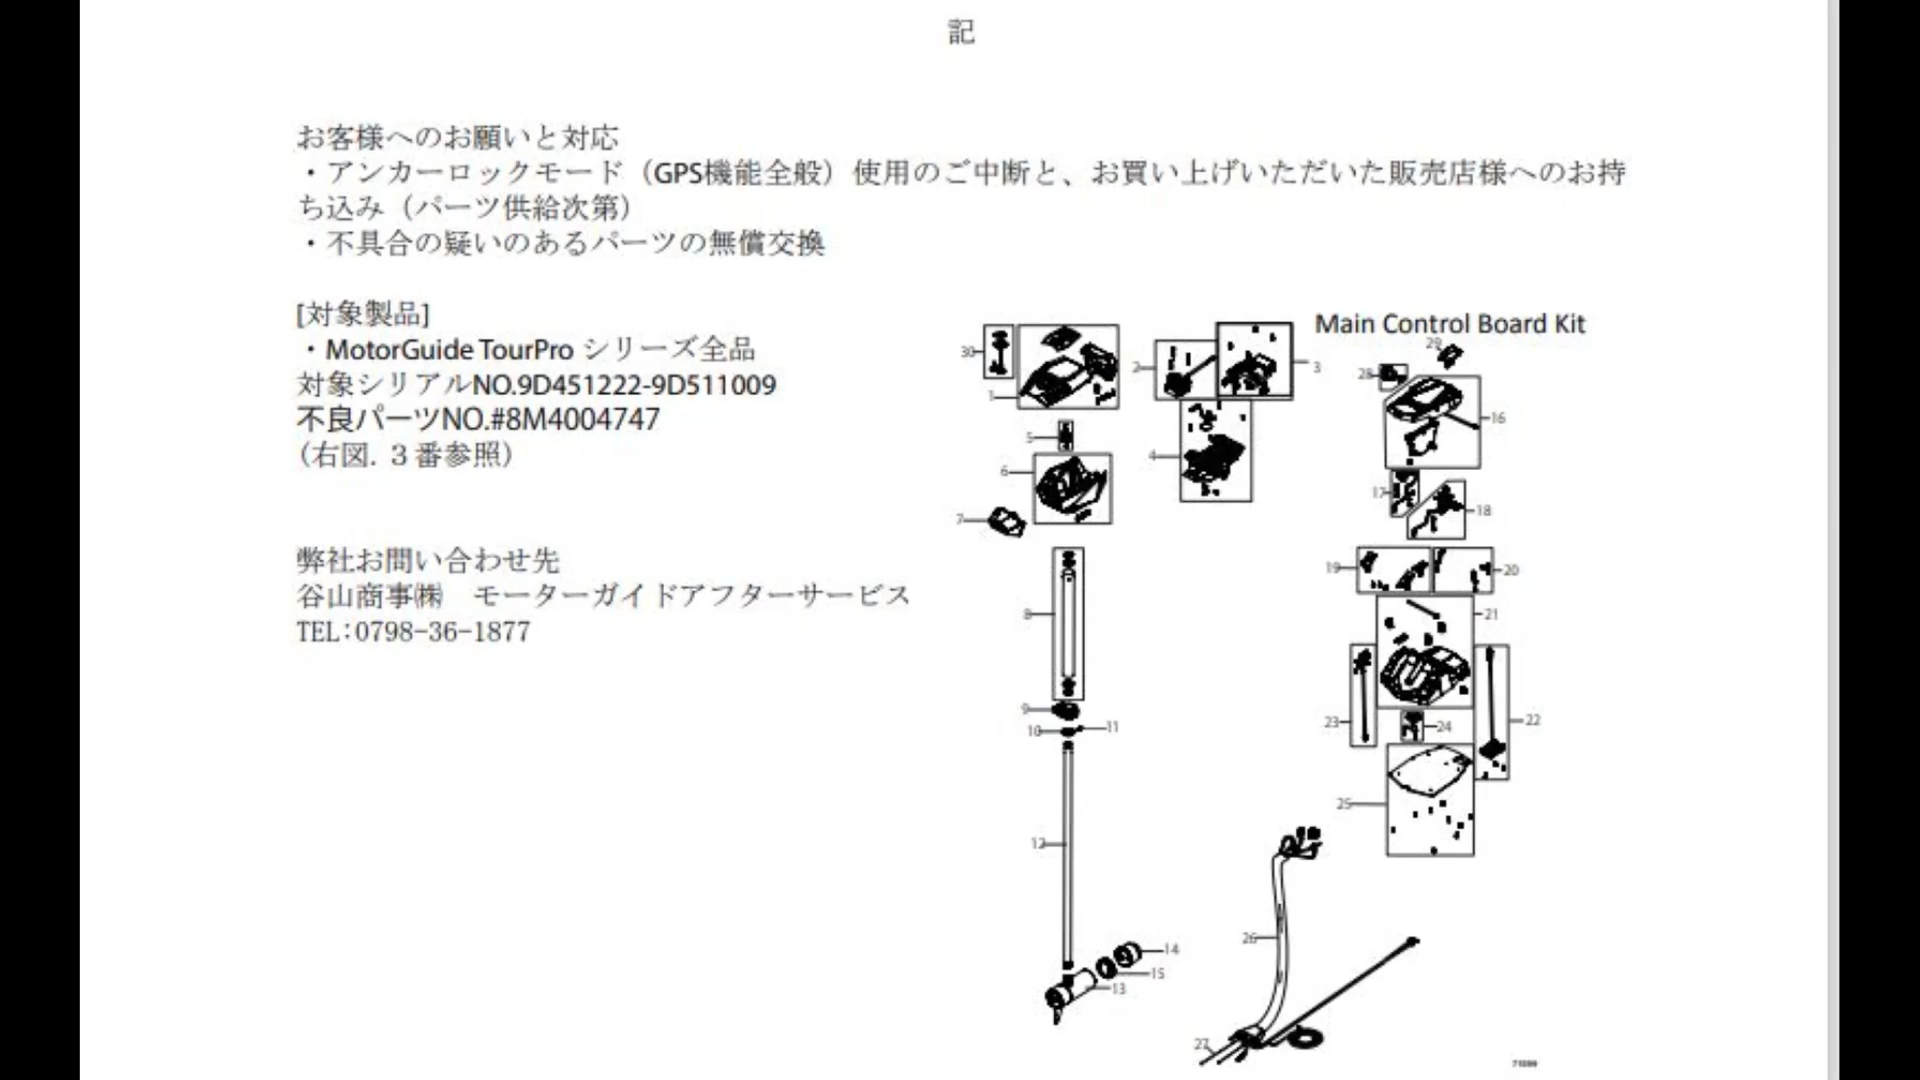 記
お客様へのお願いと対応
・アンカーロックモード（GPS機能全般）使用のご中断と、お買い上げいただいた販売店様へのお持
ち込み（パーツ供給次第）
・不具合の疑いのあるパーツの無償交換
[対象製品]
・MotorGuide TourPro シリーズ全品
対象シリアルNO.9D451222-9D511009
不良パーツNO.#8M4004747
（右図. 3 番参照）
弊社お問い合わせ先
谷山商事㈱　モーターガイドアフターサービス
TEL:0798-36-1877
Main Control Board Kit
30
1
2
3
4
5
6
7
8
9
10
11
12
13
14
15
29
28
16
17
18
19
20
21
22
23
24
25
26
27